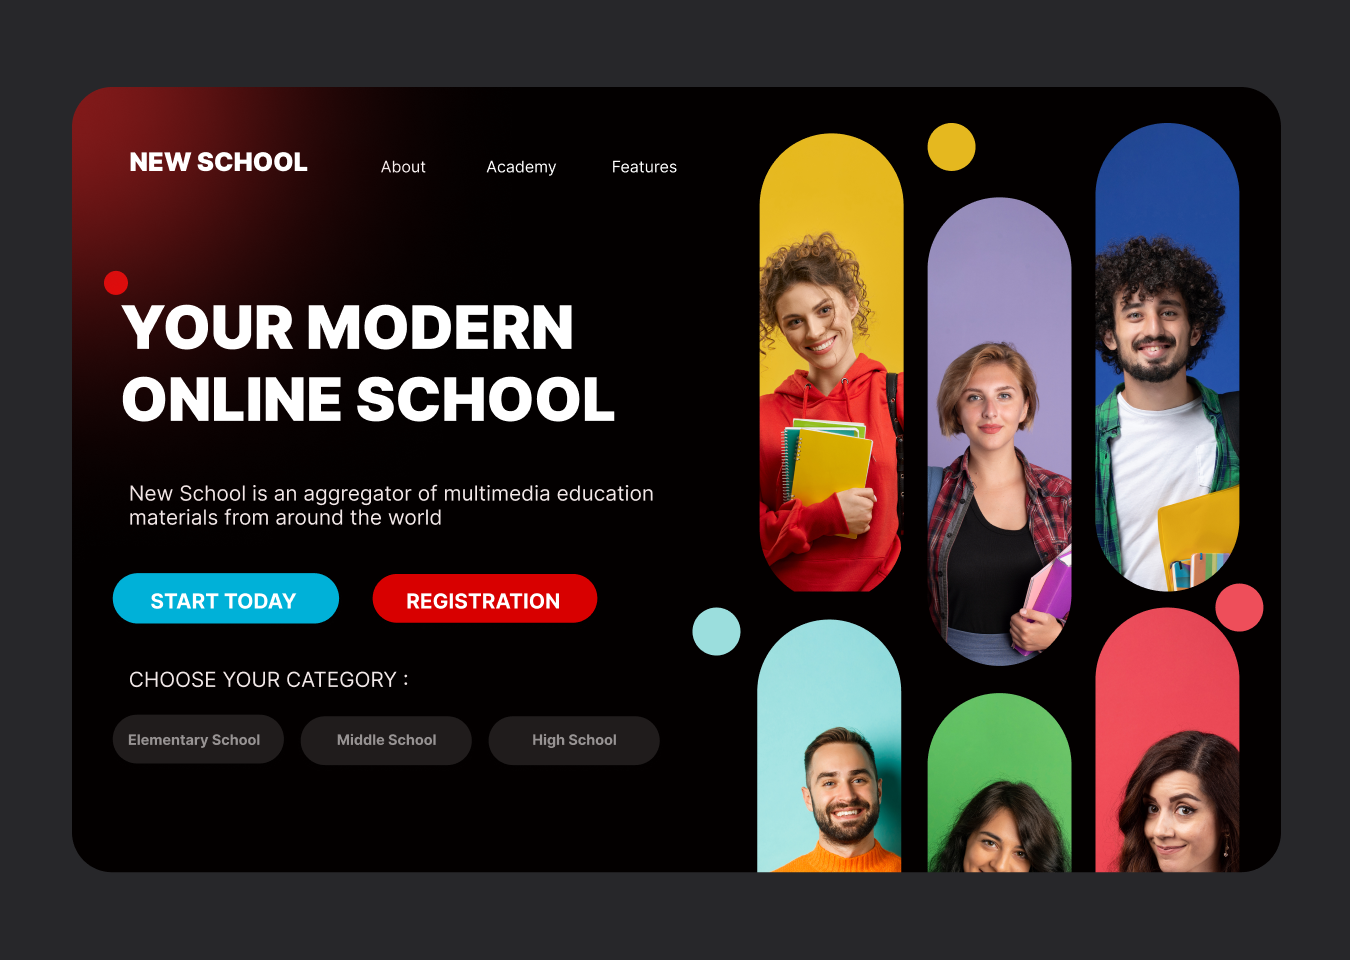 NEW SCHOOL
About
Academy
Features
YOUR MODERN
ONLINE SCHOOL
New School is an aggregator of multimedia education
materials from around the world
START TODAY
REGISTRATION
CHOOSE YOUR CATEGORY :
Elementary School
Middle School
High School